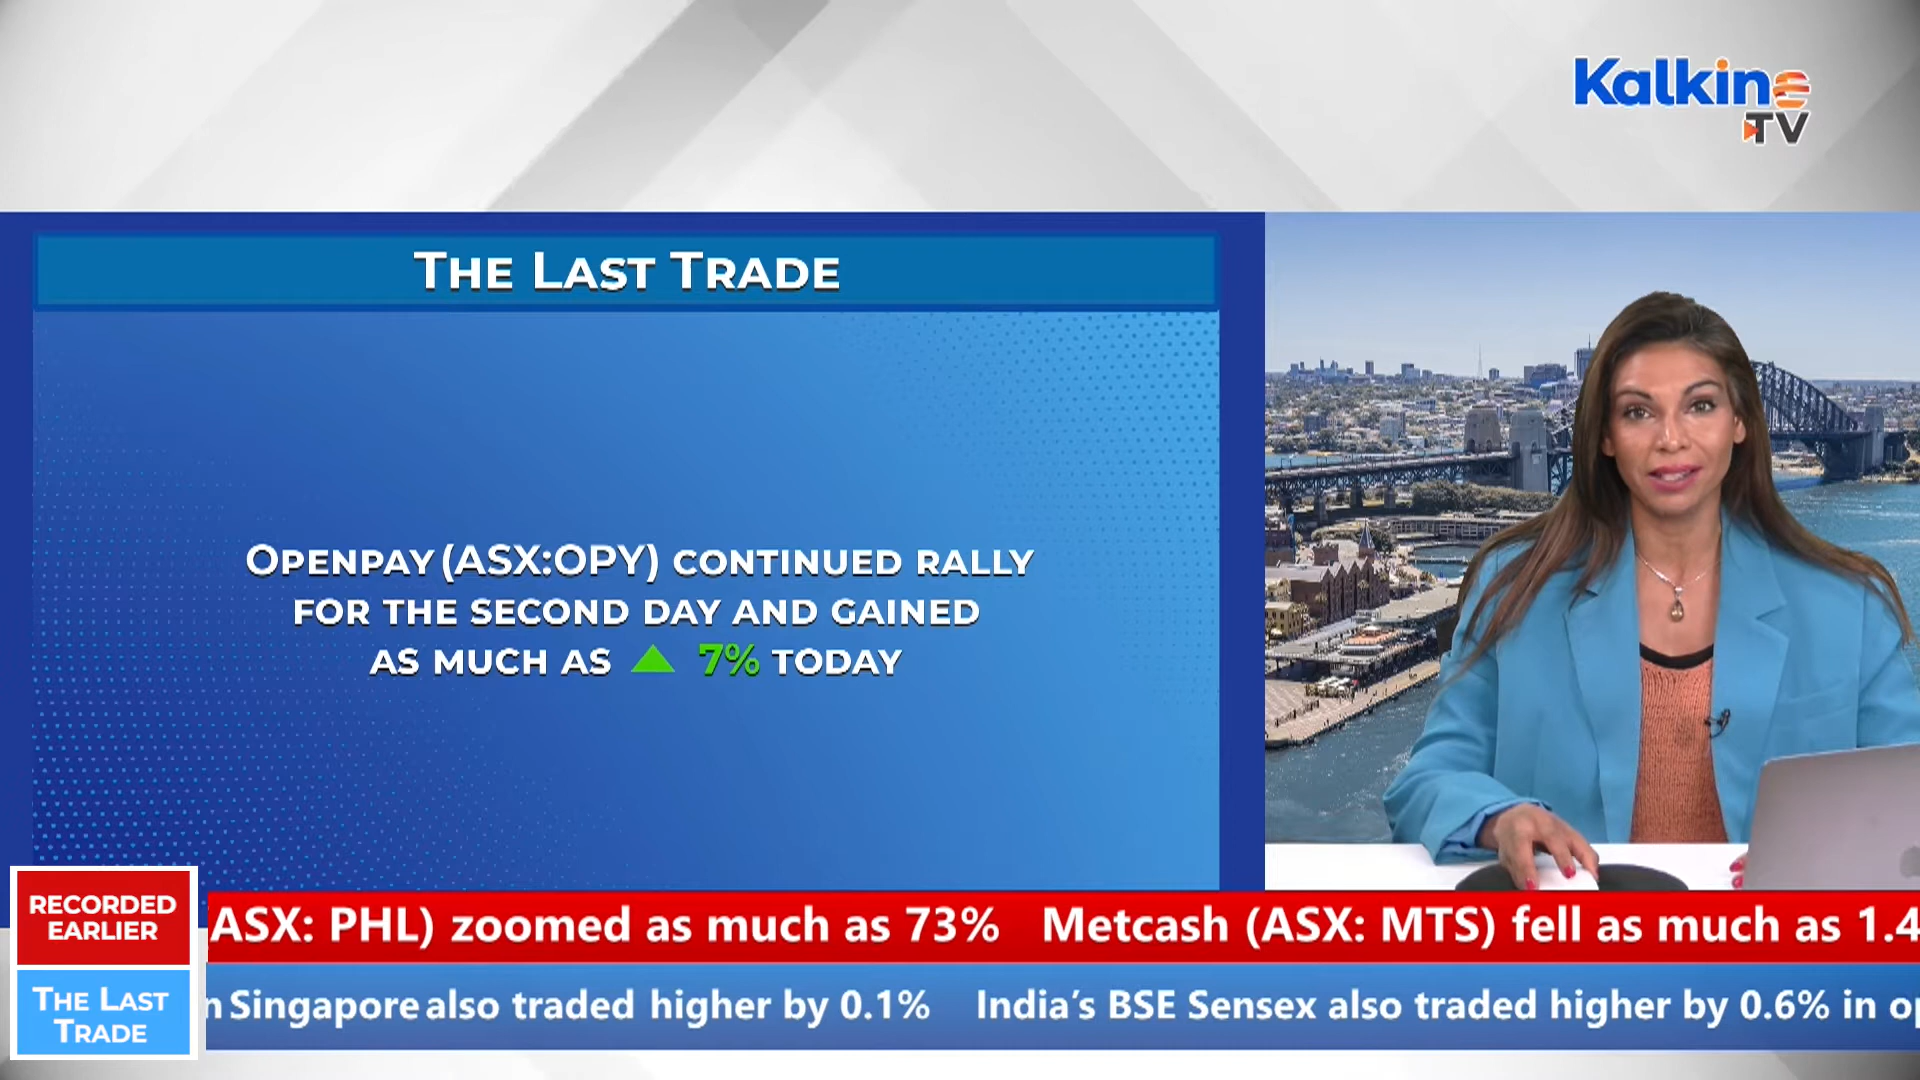 Kalkine
TV
THE LAST TRADE
OPENPAY (ASX:OPY) CONTINUED RALLY
FOR THE SECOND DAY AND GAINED
AS MUCH AS ▲ 7% TODAY
RECORDED
EARLIER
ASX: PHL) zoomed as much as 73% Metcash (ASX: MTS) fell as much as 1.4
THE LAST
TRADE
n Singapore also traded higher by 0.1% India’s BSE Sensex also traded higher by 0.6% in